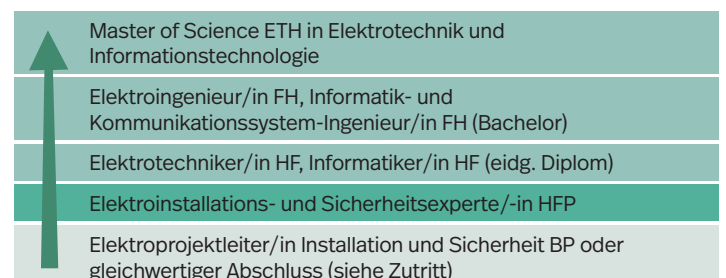 Master of Science ETH in Elektrotechnik und
Informationstechnologie
Elektroingenieur/in FH, Informatik- und
Kommunikationssystem-Ingenieur/in FH (Bachelor)
Elektrotechniker/in HF, Informatiker/in HF (eidg. Diplom)
Elektroinstallations- und Sicherheitsexperte/-in HFP
Elektroprojektleiter/in Installation und Sicherheit BP oder
gleichwertiger Abschluss (siehe Zutritt)